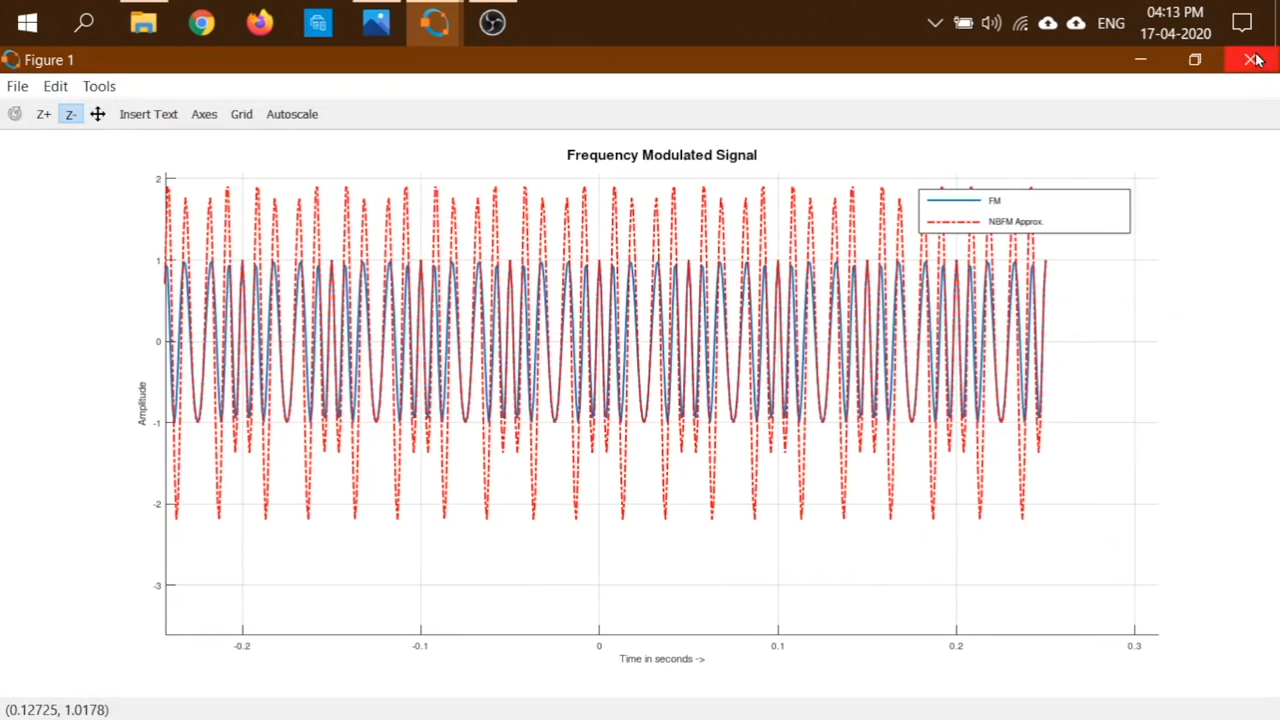 04:13 PM
ENG
17-04-2020
Figure 1
File Edit Tools
Z+ Z- Insert Text Axes Grid Autoscale
Frequency Modulated Signal
2
FM
NBFM Approx.
1
0
Amplitude
-1
-2
-3
-0.2 -0.1 0 0.1 0.2 0.3
Time in seconds ->
(0.12725, 1.0178)